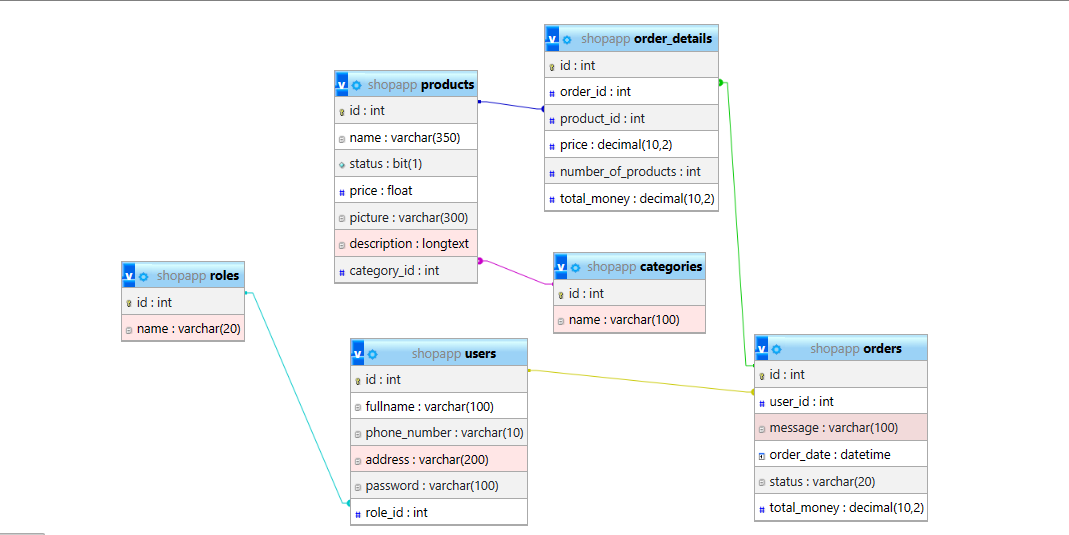 shopapp order_details
id : int
order_id : int
product_id : int
price : decimal(10,2)
number_of_products : int
total_money : decimal(10,2)
shopapp products
id : int
name : varchar(350)
status : bit(1)
price : float
picture : varchar(300)
description : longtext
category_id : int
shopapp categories
id : int
name : varchar(100)
shopapp roles
id : int
name : varchar(20)
shopapp users
id : int
fullname : varchar(100)
phone_number : varchar(10)
address : varchar(200)
password : varchar(100)
role_id : int
shopapp orders
id : int
user_id : int
message : varchar(100)
order_date : datetime
status : varchar(20)
total_money : decimal(10,2)